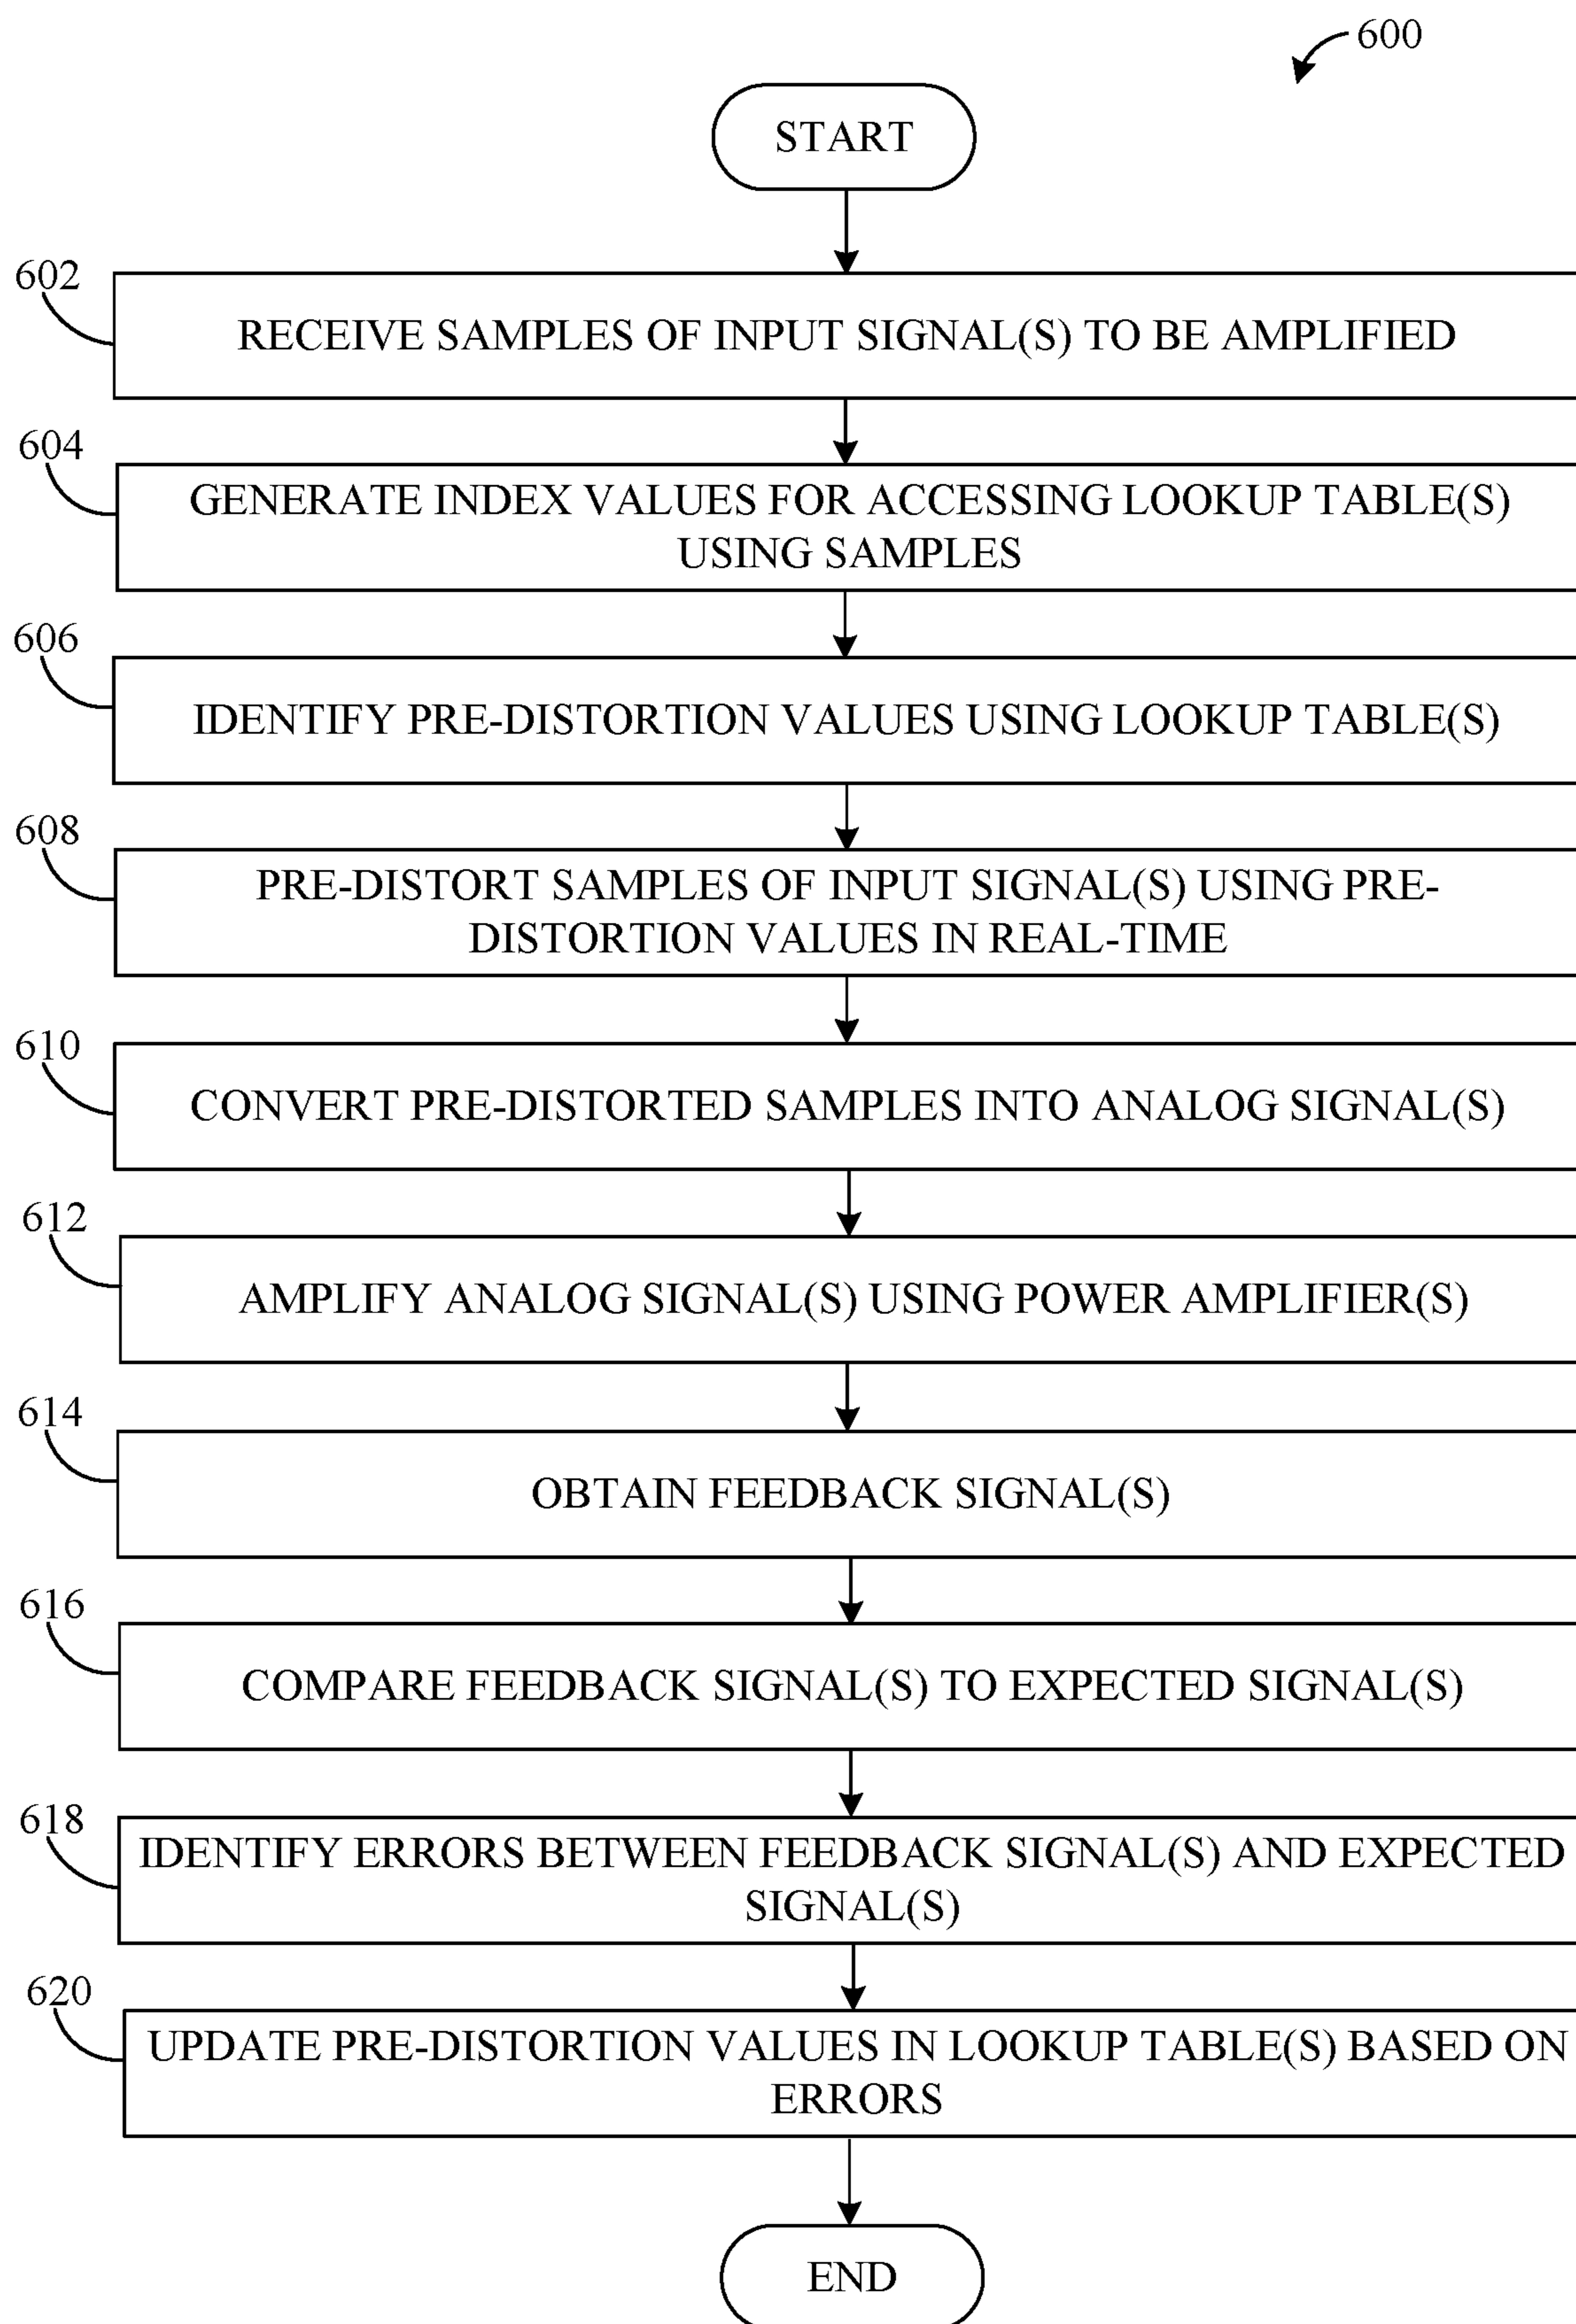 600
START
602
RECEIVE SAMPLES OF INPUT SIGNAL(S) TO BE AMPLIFIED
604
GENERATE INDEX VALUES FOR ACCESSING LOOKUP TABLE(S)
USING SAMPLES
606
IDENTIFY PRE-DISTORTION VALUES USING LOOKUP TABLE(S)
608
PRE-DISTORT SAMPLES OF INPUT SIGNAL(S) USING PRE-
DISTORTION VALUES IN REAL-TIME
610
CONVERT PRE-DISTORTED SAMPLES INTO ANALOG SIGNAL(S)
612
AMPLIFY ANALOG SIGNAL(S) USING POWER AMPLIFIER(S)
614
OBTAIN FEEDBACK SIGNAL(S)
616
COMPARE FEEDBACK SIGNAL(S) TO EXPECTED SIGNAL(S)
618
IDENTIFY ERRORS BETWEEN FEEDBACK SIGNAL(S) AND EXPECTED
SIGNAL(S)
620
UPDATE PRE-DISTORTION VALUES IN LOOKUP TABLE(S) BASED ON
ERRORS
END